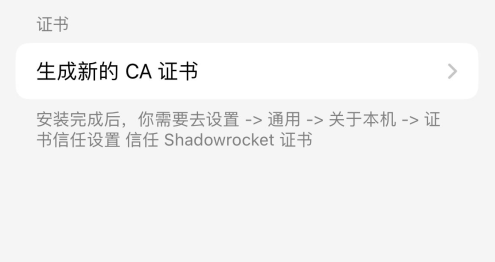 证书
生成新的 CA 证书
安装完成后，你需要去设置 -> 通用 -> 关于本机 -> 证
书信任设置 信任 Shadowrocket 证书